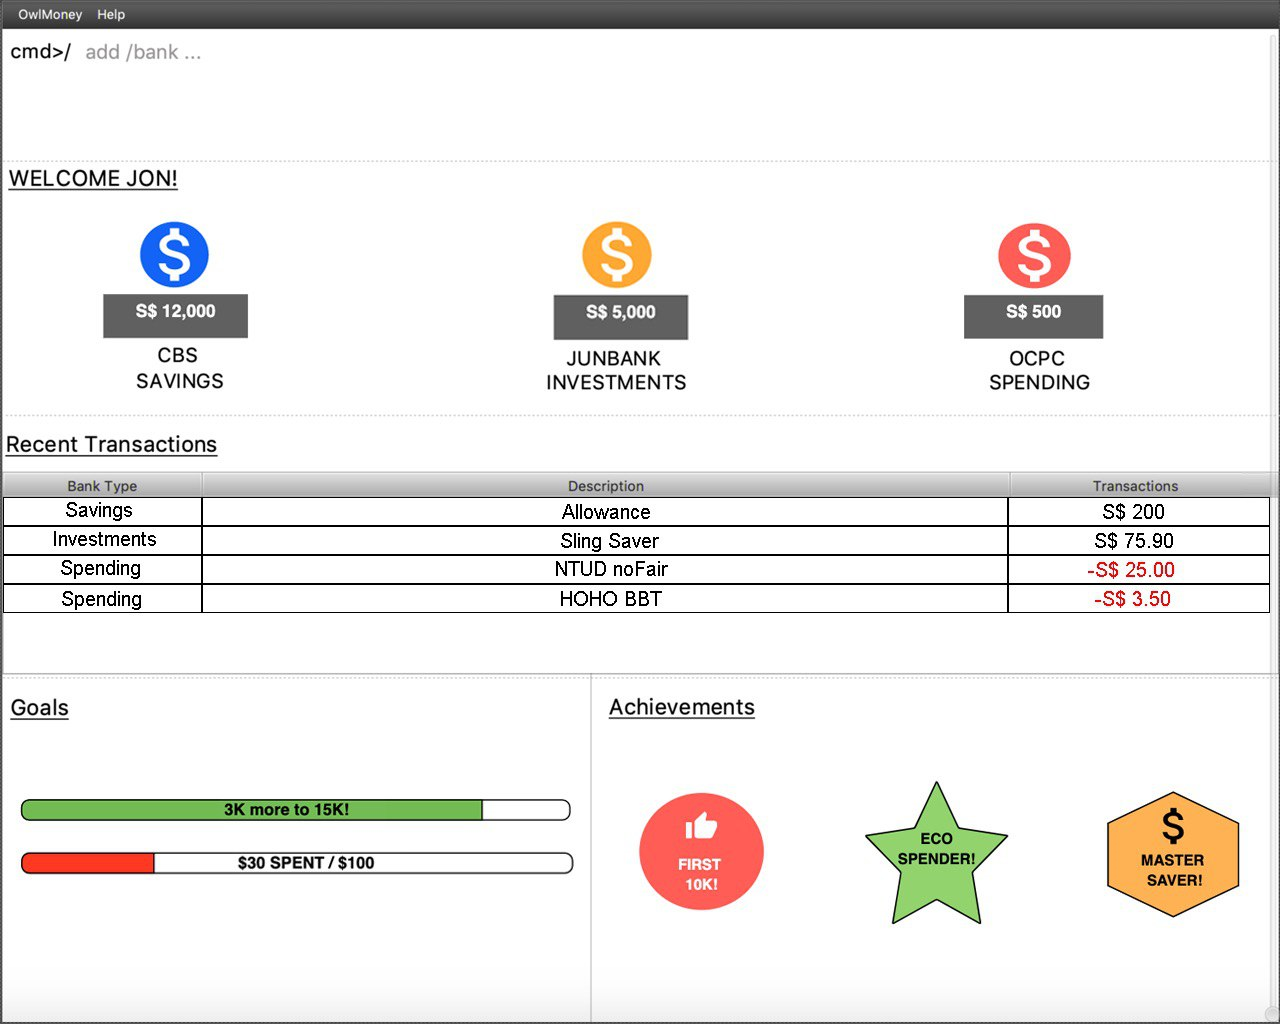 OwlMoney Help
cmd>/ add /bank ...
WELCOME JON!
$ $ $
S$ 12,000 S$ 5,000 S$ 500
CBS JUNBANK OCPC
SAVINGS INVESTMENTS SPENDING
Recent Transactions
Bank Type Description Transactions
Savings Allowance S$ 200
Investments Sling Saver S$ 75.90
Spending NTUD noFair -S$ 25.00
Spending HOHO BBT -S$ 3.50
Goals
3K more to 15K!
$30 SPENT / $100
Achievements
FIRST
10K!
ECO
SPENDER!
$
MASTER
SAVER!